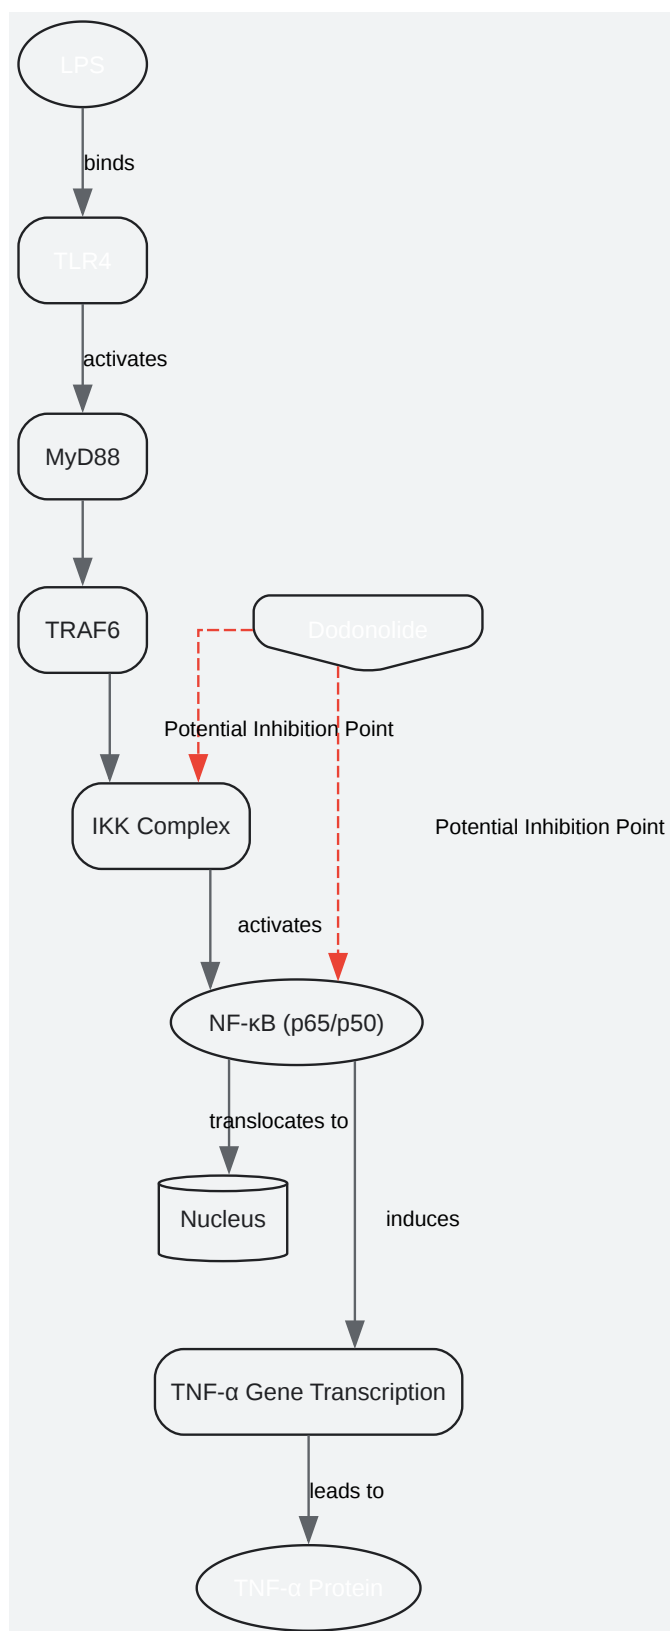 LPS
binds
TLR4
activates
MyD88
TRAF6
Dodonolide
Potential Inhibition Point
IKK Complex
Potential Inhibition Point
activates
NF-κB (p65/p50)
translocates to
Nucleus
induces
TNF-α Gene Transcription
leads to
TNF-α Protein